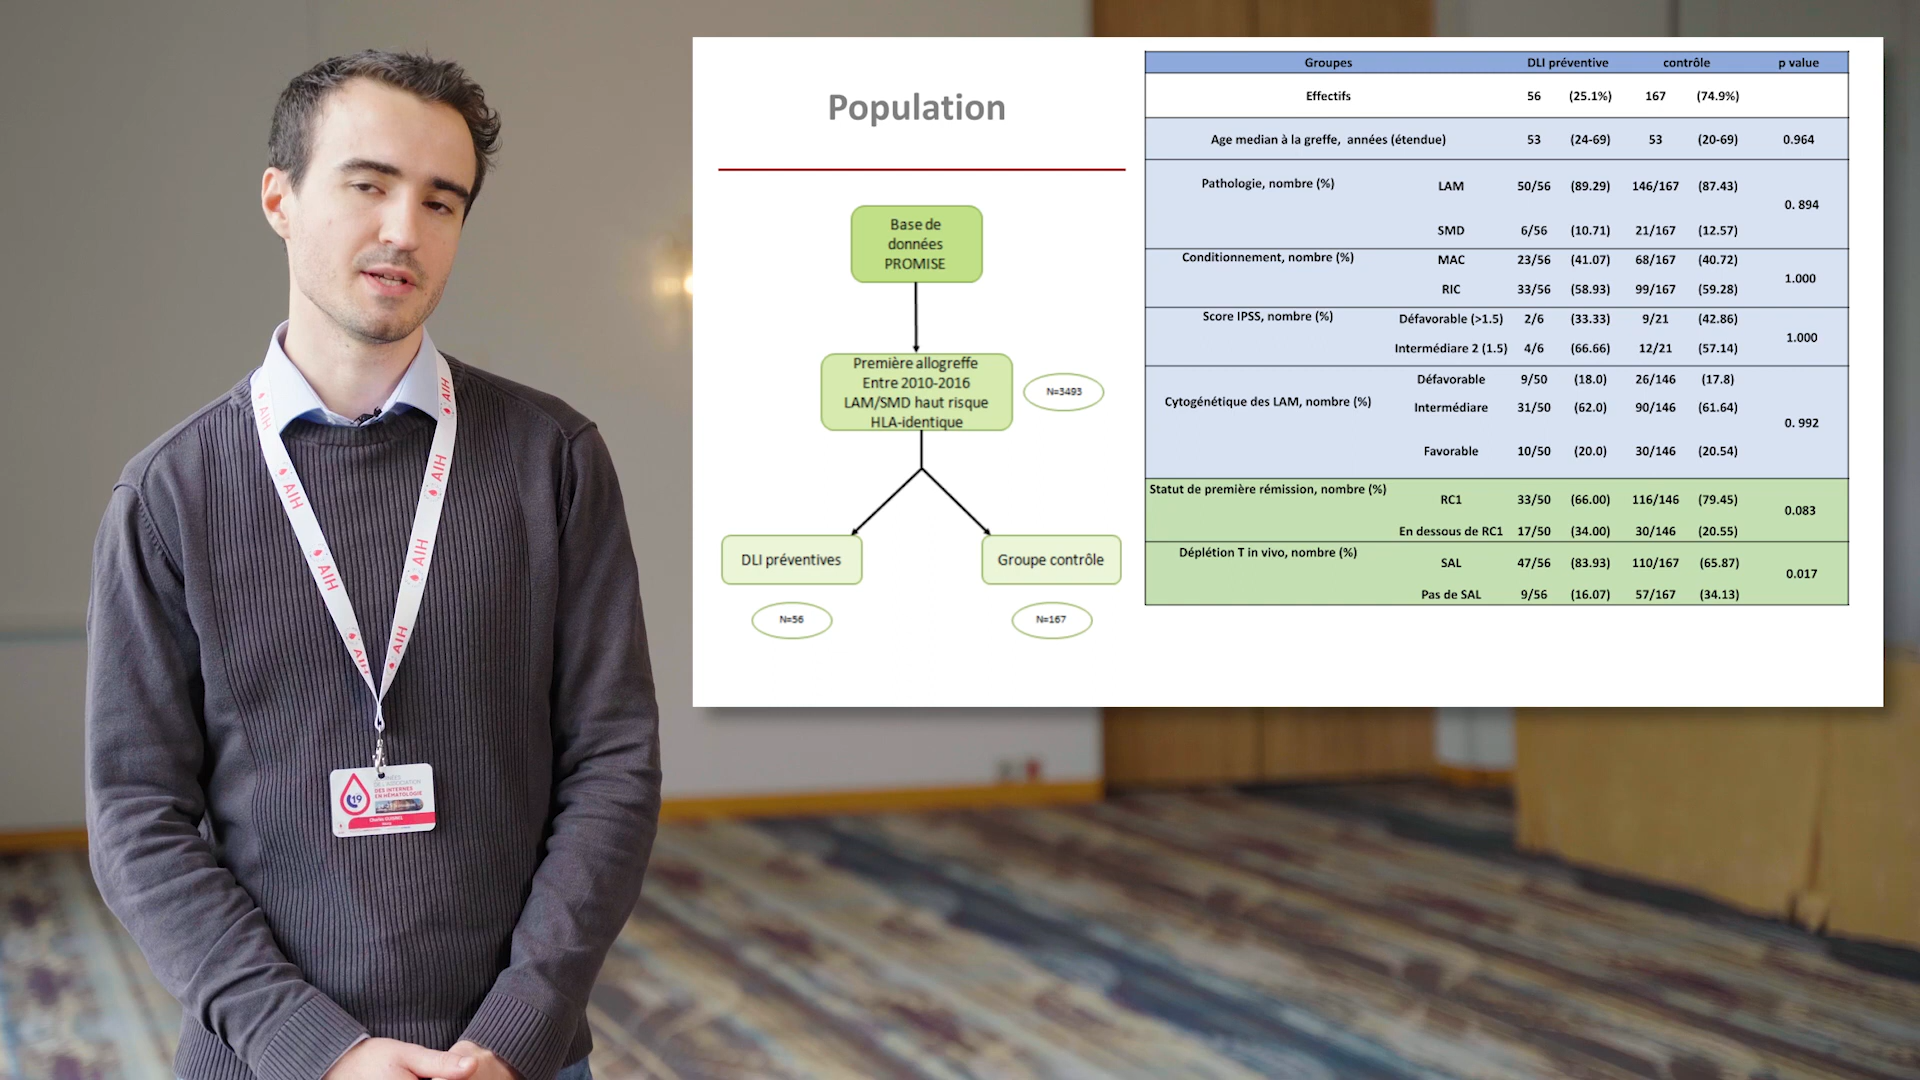 Population
Base de
données
PROMISE
Première allogreffe
Entre 2010-2016
LAM/SMD haut risque
HLA-identique
N=3493
DLI préventives
Groupe contrôle
N=56
N=167
Groupes DLI préventive contrôle p value
Effectifs 56 (25.1%) 167 (74.9%)
Age median à la greffe, années (étendue) 53 (24-69) 53 (20-69) 0.964
Pathologie, nombre (%) LAM 50/56 (89.29) 146/167 (87.43)
0. 894
SMD 6/56 (10.71) 21/167 (12.57)
Conditionnement, nombre (%) MAC 23/56 (41.07) 68/167 (40.72)
1.000
RIC 33/56 (58.93) 99/167 (59.28)
Score IPSS, nombre (%) Défavorable (>1.5) 2/6 (33.33) 9/21 (42.86)
1.000
Intermédiare 2 (1.5) 4/6 (66.66) 12/21 (57.14)
Défavorable 9/50 (18.0) 26/146 (17.8)
Cytogénétique des LAM, nombre (%) Intermédiare 31/50 (62.0) 90/146 (61.64)
0. 992
Favorable 10/50 (20.0) 30/146 (20.54)
Statut de première rémission, nombre (%) RC1 33/50 (66.00) 116/146 (79.45)
0.083
En dessous de RC1 17/50 (34.00) 30/146 (20.55)
Déplétion T in vivo, nombre (%) SAL 47/56 (83.93) 110/167 (65.87)
0.017
Pas de SAL 9/56 (16.07) 57/167 (34.13)
AIH
AIH
AIH
AIH
AIH
AIH
AIH
AIH
AIH
DES INTERNES
EN HÉMATOLOGIE
19